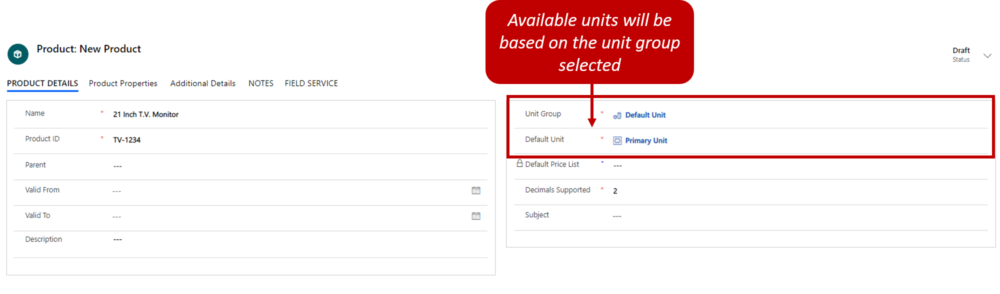 Available units will be
based on the unit group
selected
Product: New Product
Draft
Status
PRODUCT DETAILS Product Properties Additional Details NOTES FIELD SERVICE
Name * 21 Inch T.V. Monitor
Product ID * TV-1234
Parent ---
Valid From ---
Valid To ---
Description ---
Unit Group * Default Unit
Default Unit * Primary Unit
Default Price List ---
Decimals Supported * 2
Subject ---